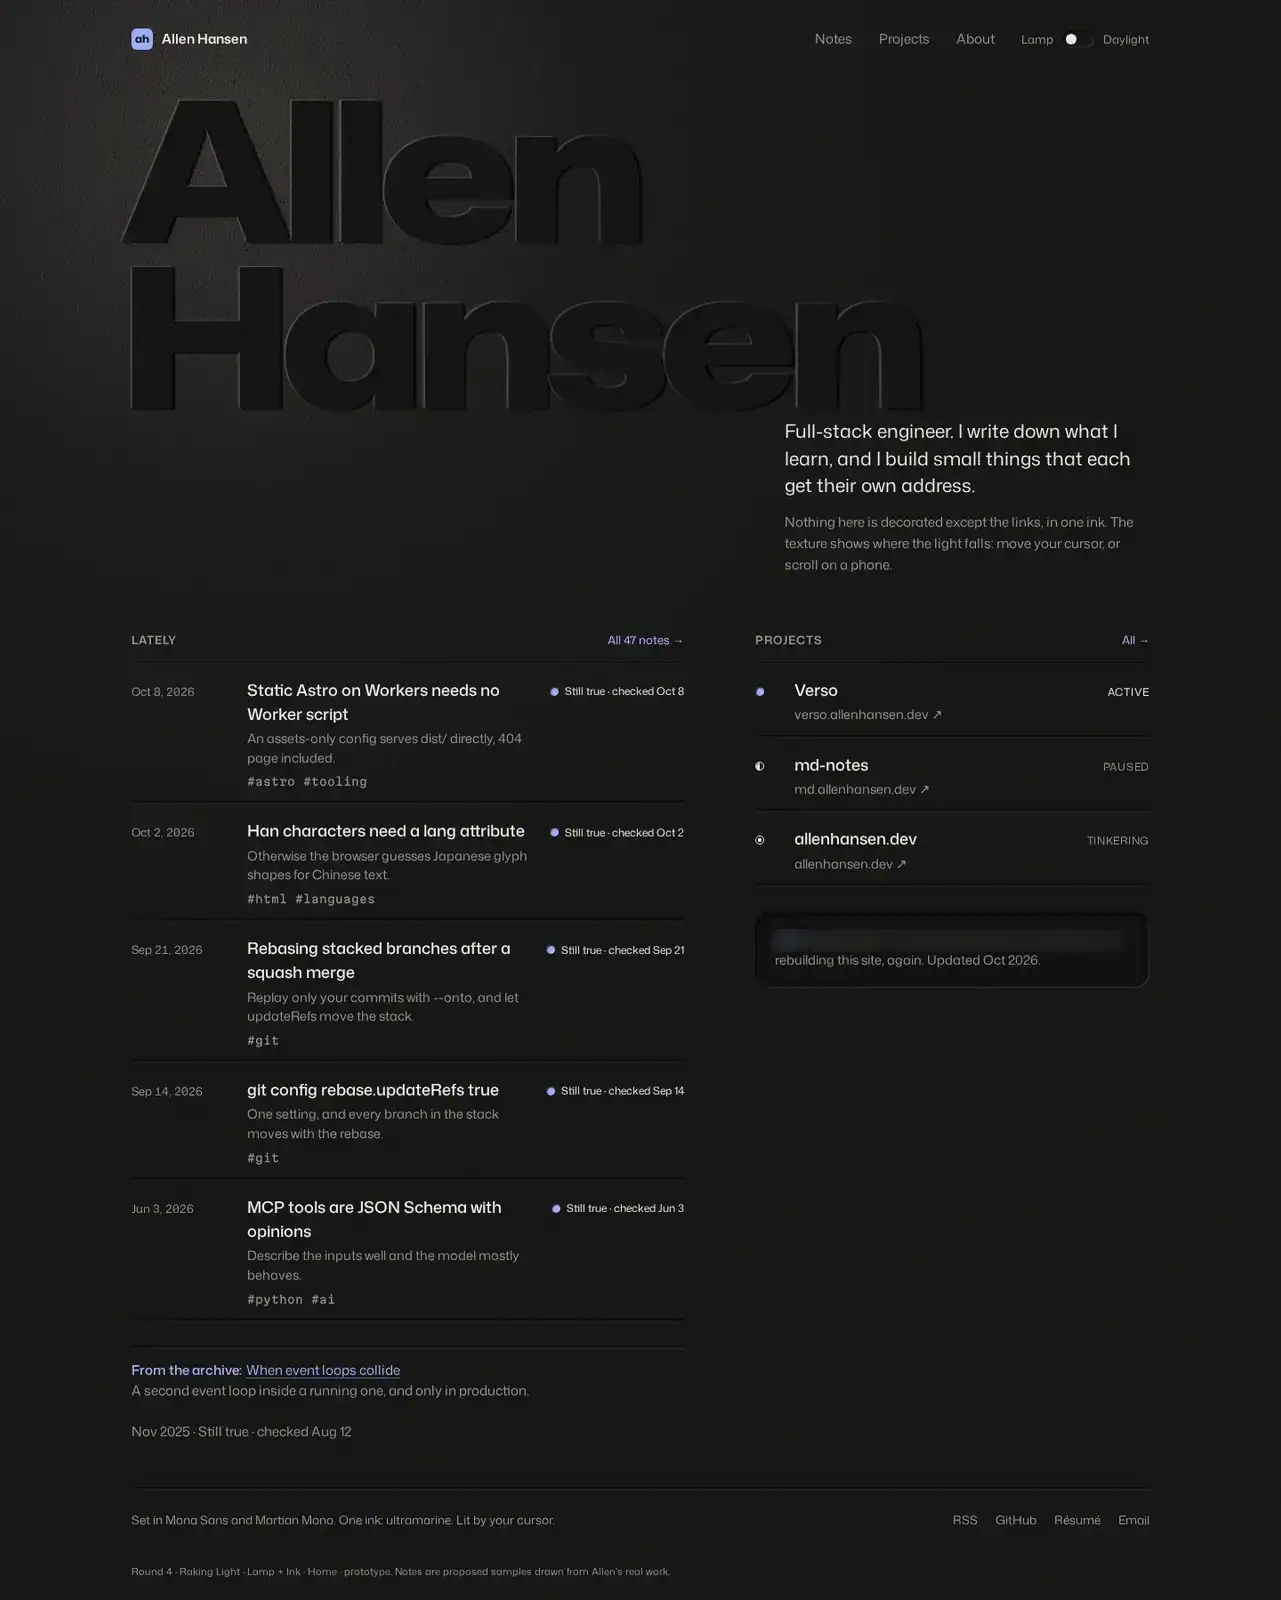 ah Allen Hansen
Notes Projects About Lamp Daylight
Allen
Hansen
Full-stack engineer. I write down what I
learn, and I build small things that each
get their own address.
Nothing here is decorated except the links, in one ink. The
texture shows where the light falls: move your cursor, or
scroll on a phone.
LATELY All 47 notes →
Oct 8, 2026
Static Astro on Workers needs no
Worker script
Still true · checked Oct 8
An assets-only config serves dist/ directly, 404
page included.
#astro #tooling
Oct 2, 2026
Han characters need a lang attribute
Still true · checked Oct 2
Otherwise the browser guesses Japanese glyph
shapes for Chinese text.
#html #languages
Sep 21, 2026
Rebasing stacked branches after a
squash merge
Still true · checked Sep 21
Replay only your commits with --onto, and let
updateRefs move the stack.
#git
Sep 14, 2026
git config rebase.updateRefs true
Still true · checked Sep 14
One setting, and every branch in the stack
moves with the rebase.
#git
Jun 3, 2026
MCP tools are JSON Schema with
opinions
Still true · checked Jun 3
Describe the inputs well and the model mostly
behaves.
#python #ai
From the archive: When event loops collide
A second event loop inside a running one, and only in production.
Nov 2025 · Still true · checked Aug 12
PROJECTS All →
Verso ACTIVE
verso.allenhansen.dev ↗
md-notes PAUSED
md.allenhansen.dev ↗
allenhansen.dev TINKERING
allenhansen.dev ↗
rebuilding this site, again. Updated Oct 2026.
Set in Mona Sans and Martian Mono. One ink: ultramarine. Lit by your cursor.
RSS GitHub Résumé Email
Round 4 · Raking Light · Lamp + Ink · Home · prototype. Notes are proposed samples drawn from Allen's real work.